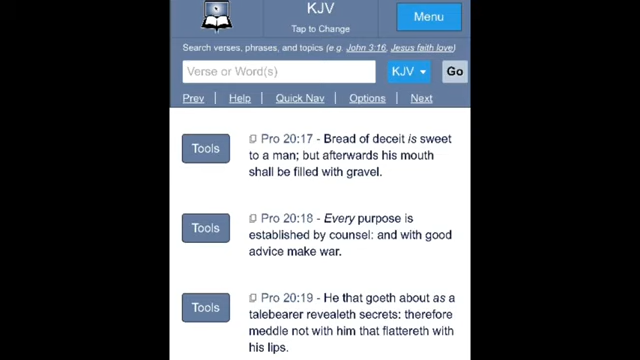 KJV
Tap to Change
Menu
Search verses, phrases, and topics (e.g. John 3:16, Jesus faith love)
Verse or Word(s)
KJV
Go
Prev | Help | Quick Nav | Options | Next
Tools
Pro 20:17 - Bread of deceit is sweet
to a man; but afterwards his mouth
shall be filled with gravel.
Tools
Pro 20:18 - Every purpose is
established by counsel: and with good
advice make war.
Tools
Pro 20:19 - He that goeth about as a
talebearer revealeth secrets: therefore
meddle not with him that flattereth with
his lips.